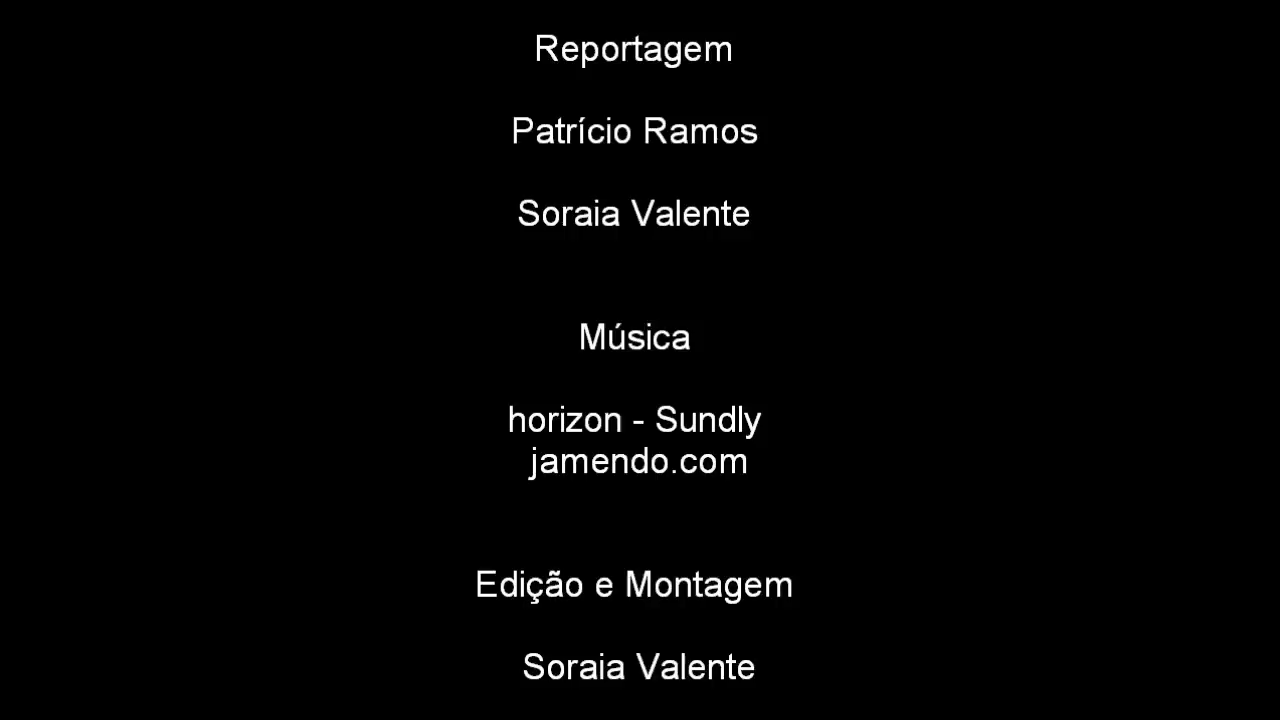 Reportagem
Patrício Ramos
Soraia Valente
Música
horizon - Sundly
jamendo.com
Edição e Montagem
Soraia Valente